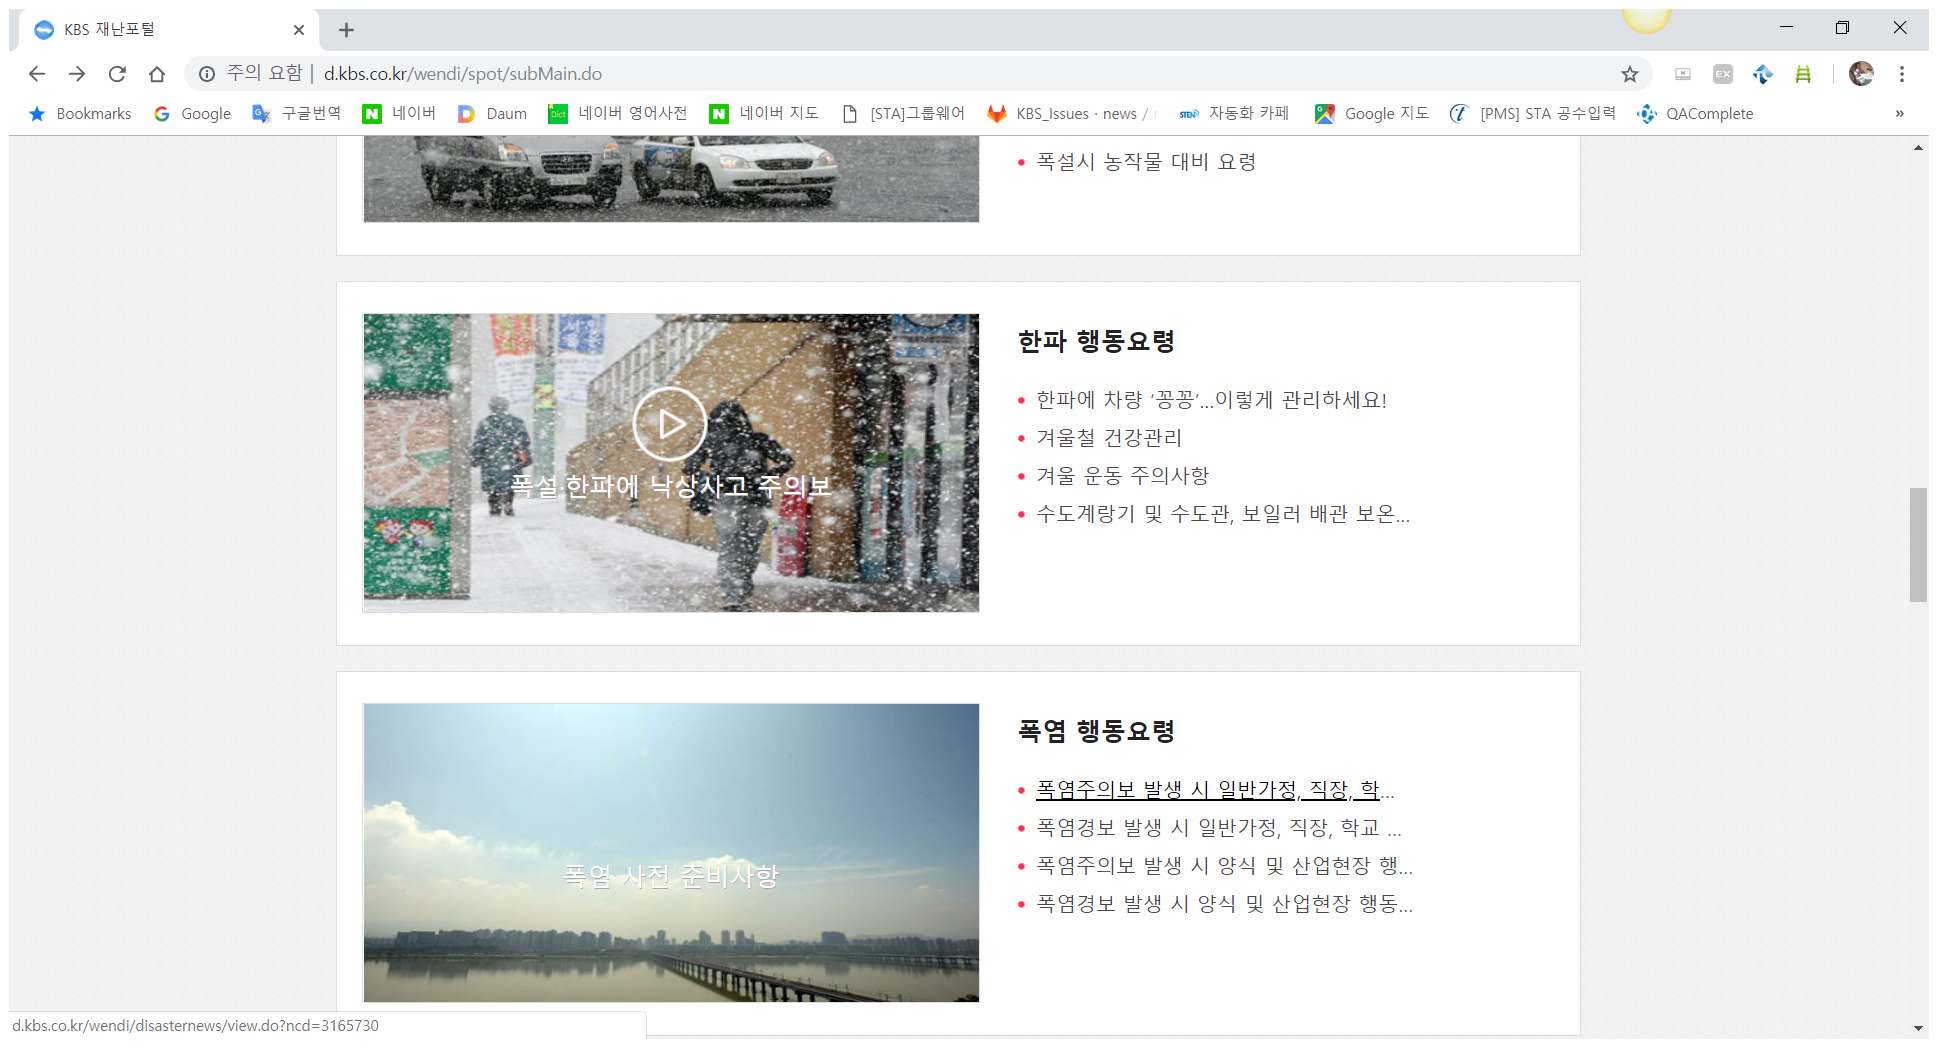 KBS 재난포털
주의 요함 | d.kbs.co.kr/wendi/spot/subMain.do
EX
Bookmarks Google 구글번역 네이버 Daum 네이버 영어사전 네이버 지도 [STA]그룹웨어 KBS_Issues · news / 자동화 카페 Google 지도 [PMS] STA 공수입력 QAComplete »
폭설시 농작물 대비 요령
폭설·한파에 낙상사고 주의보
한파 행동요령
한파에 차량 ‘꽁꽁’...이렇게 관리하세요!
겨울철 건강관리
겨울 운동 주의사항
수도계량기 및 수도관, 보일러 배관 보온...
폭염 사전 준비사항
폭염 행동요령
폭염주의보 발생 시 일반가정, 직장, 학...
폭염경보 발생 시 일반가정, 직장, 학교 ...
폭염주의보 발생 시 양식 및 산업현장 행...
폭염경보 발생 시 양식 및 산업현장 행동...
d.kbs.co.kr/wendi/disasternews/view.do?ncd=3165730